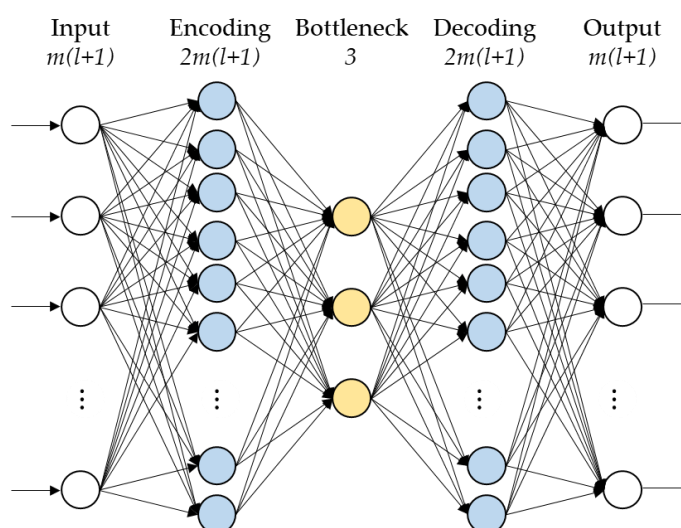 Input Encoding Bottleneck Decoding Output
m(l+1) 2m(l+1) 3 2m(l+1) m(l+1)
⋮ ⋮ ⋮ ⋮